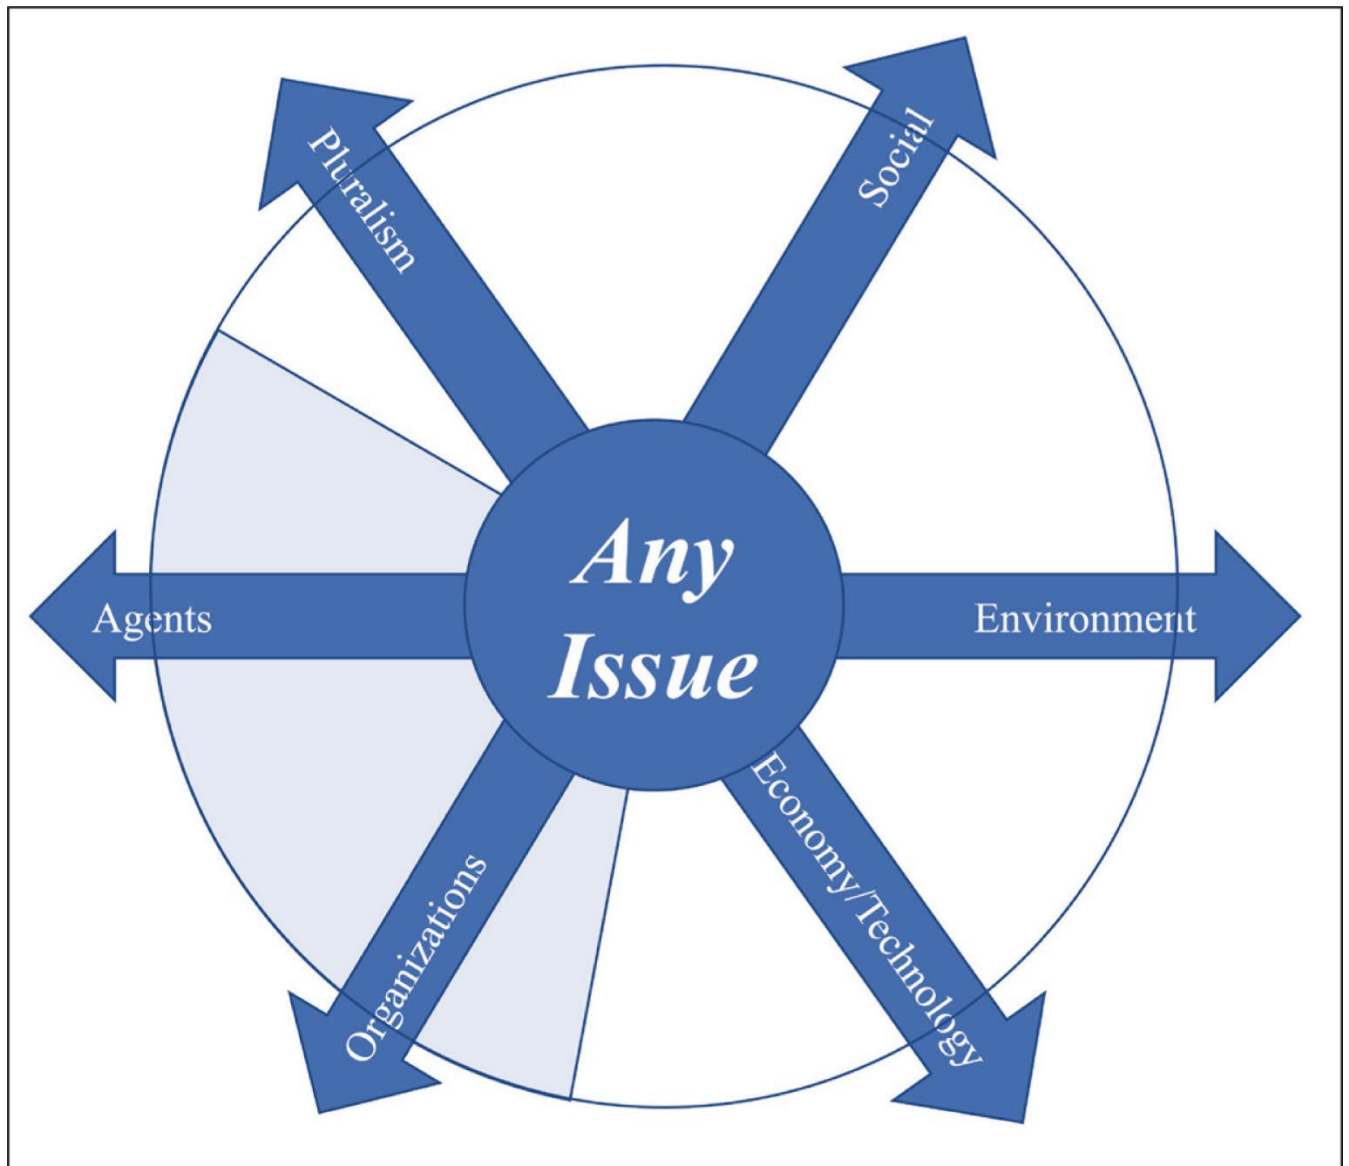 Pluralism
Social
Agents
Any
Issue
Environment
Organizations
Economy/Technology